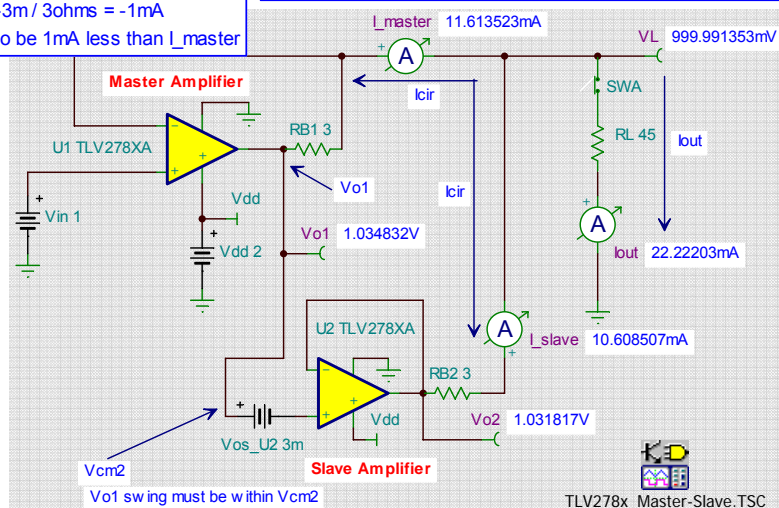 -3m / 3ohms = -1mA
o be 1mA less than I_master
I_master 11.613523mA
VL 999.991353mV
+
A
Master Amplifier
Icir
SWA
U1 TLV278XA
RB1 3
RL 45
Iout
Vo1
Icir
Vin 1
Vdd
Vdd 2
Vo1 1.034832V
+
A
Iout 22.22203mA
U2 TLV278XA
A
+
I_slave 10.608507mA
RB2 3
Vdd
Vo2 1.031817V
Vos_U2 3m
Slave Amplifier
Vcm2
Vo1 swing must be within Vcm2
TLV278x_Master-Slave.TSC